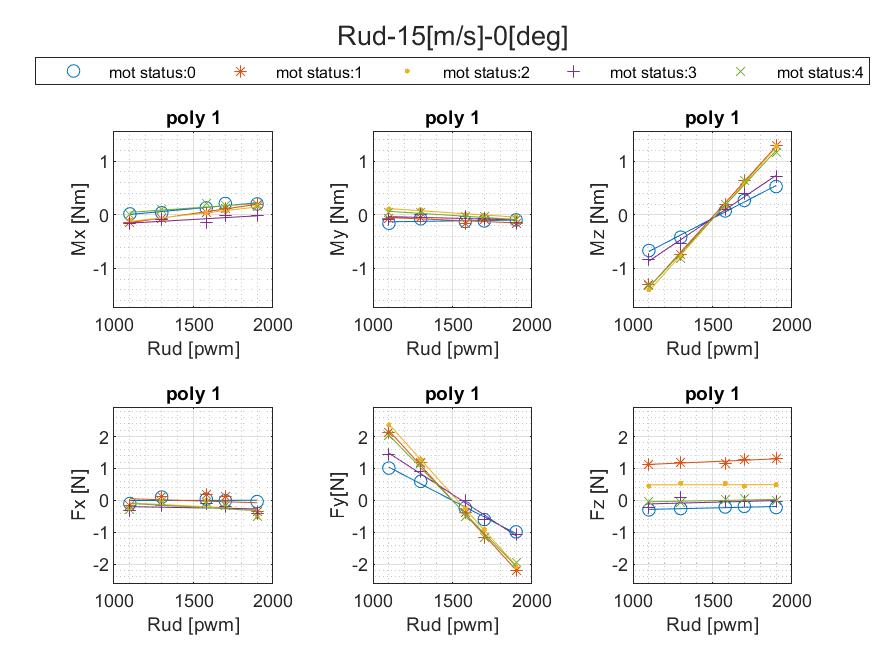 Rud-15[m/s]-0[deg]
mot status:0 mot status:1 mot status:2 mot status:3 mot status:4
poly 1 poly 1 poly 1
Mx [Nm] 1 0 -1
My [Nm] 1 0 -1
Mz [Nm] 1 0 -1
1000 1500 2000 1000 1500 2000 1000 1500 2000
Rud [pwm] Rud [pwm] Rud [pwm]
poly 1 poly 1 poly 1
Fx [N] 2 1 0 -1 -2
Fy[N] 2 1 0 -1 -2
Fz[N] 2 1 0 -1 -2
1000 1500 2000 1000 1500 2000 1000 1500 2000
Rud [pwm] Rud [pwm] Rud [pwm]